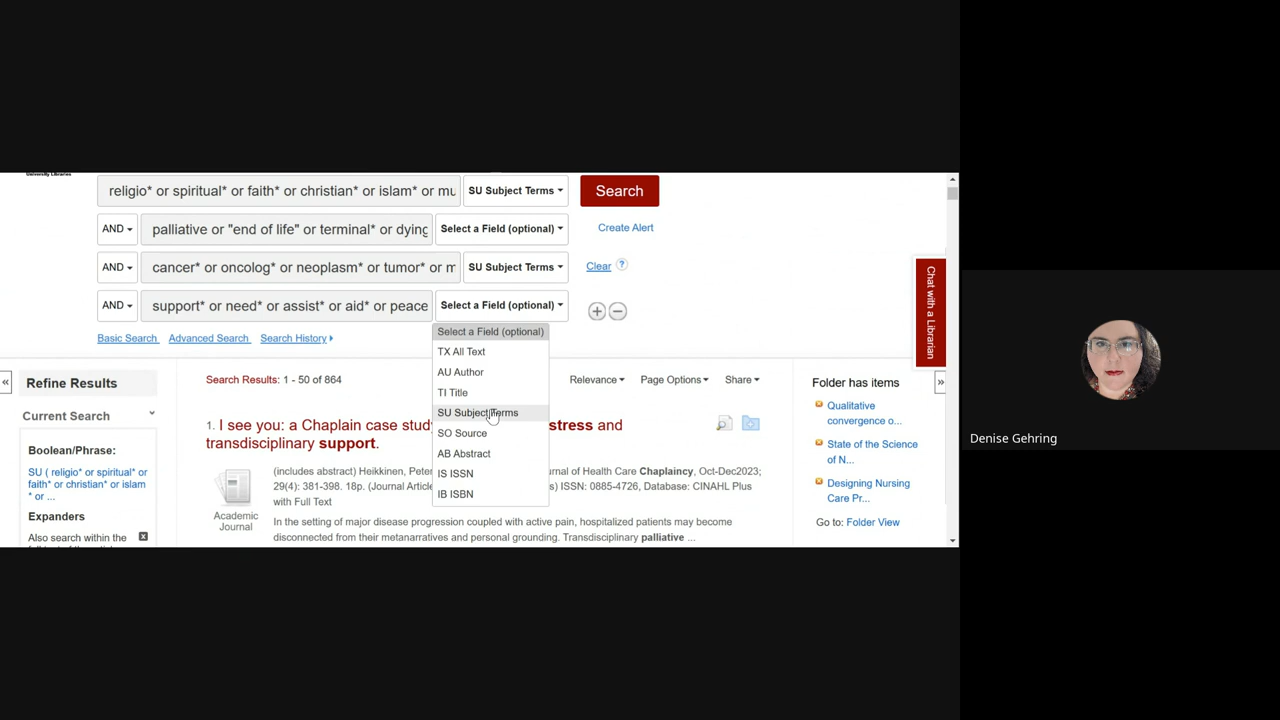 University Libraries
religio* or spiritual* or faith* or christian* or islam* or mu
SU Subject Terms
Search
AND
palliative or "end of life" or terminal* or dying
Select a Field (optional)
Create Alert
AND
cancer* or oncolog* or neoplasm* or tumor* or m
SU Subject Terms
Clear
?
AND
support* or need* or assist* or aid* or peace
Select a Field (optional)
Basic Search
Advanced Search
Search History
Select a Field (optional)
TX All Text
AU Author
TI Title
SU Subject Terms
SO Source
AB Abstract
IS ISSN
IB ISBN
Chat with a Librarian
«
Refine Results
Current Search
Boolean/Phrase:
SU ( religio* or spiritual* or
faith* or christian* or islam
* or ...
Expanders
Also search within the
Search Results: 1 - 50 of 864
Relevance
Page Options
Share
1. I see you: a Chaplain case stud
stress and
transdisciplinary support.
(includes abstract) Heikkinen, Peter
Journal of Health Care Chaplaincy, Oct-Dec2023;
29(4): 381-398. 18p. (Journal Artic
s) ISSN: 0885-4726, Database: CINAHL Plus
with Full Text
Academic
Journal
In the setting of major disease progression coupled with active pain, hospitalized patients may become
disconnected from their metanarratives and personal grounding. Transdisciplinary palliative ...
Folder has items
»
Qualitative
convergence o...
State of the Science
of N...
Designing Nursing
Care Pr...
Go to: Folder View
Denise Gehring